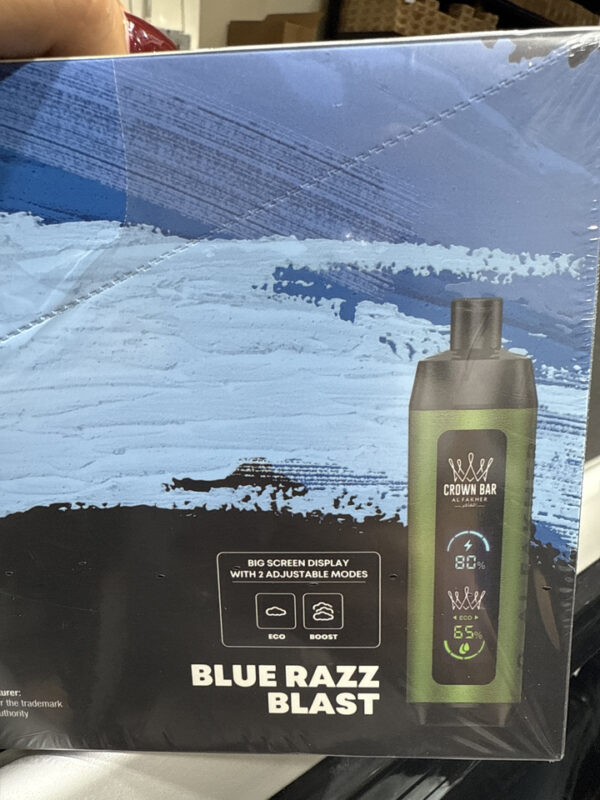 CROWN BAR
AL FAKHER
الفاخر
80%
ECO
65%
BIG SCREEN DISPLAY
WITH 2 ADJUSTABLE MODES
ECO BOOST
BLUE RAZZ
BLAST
urer:
r the trademark
uthority